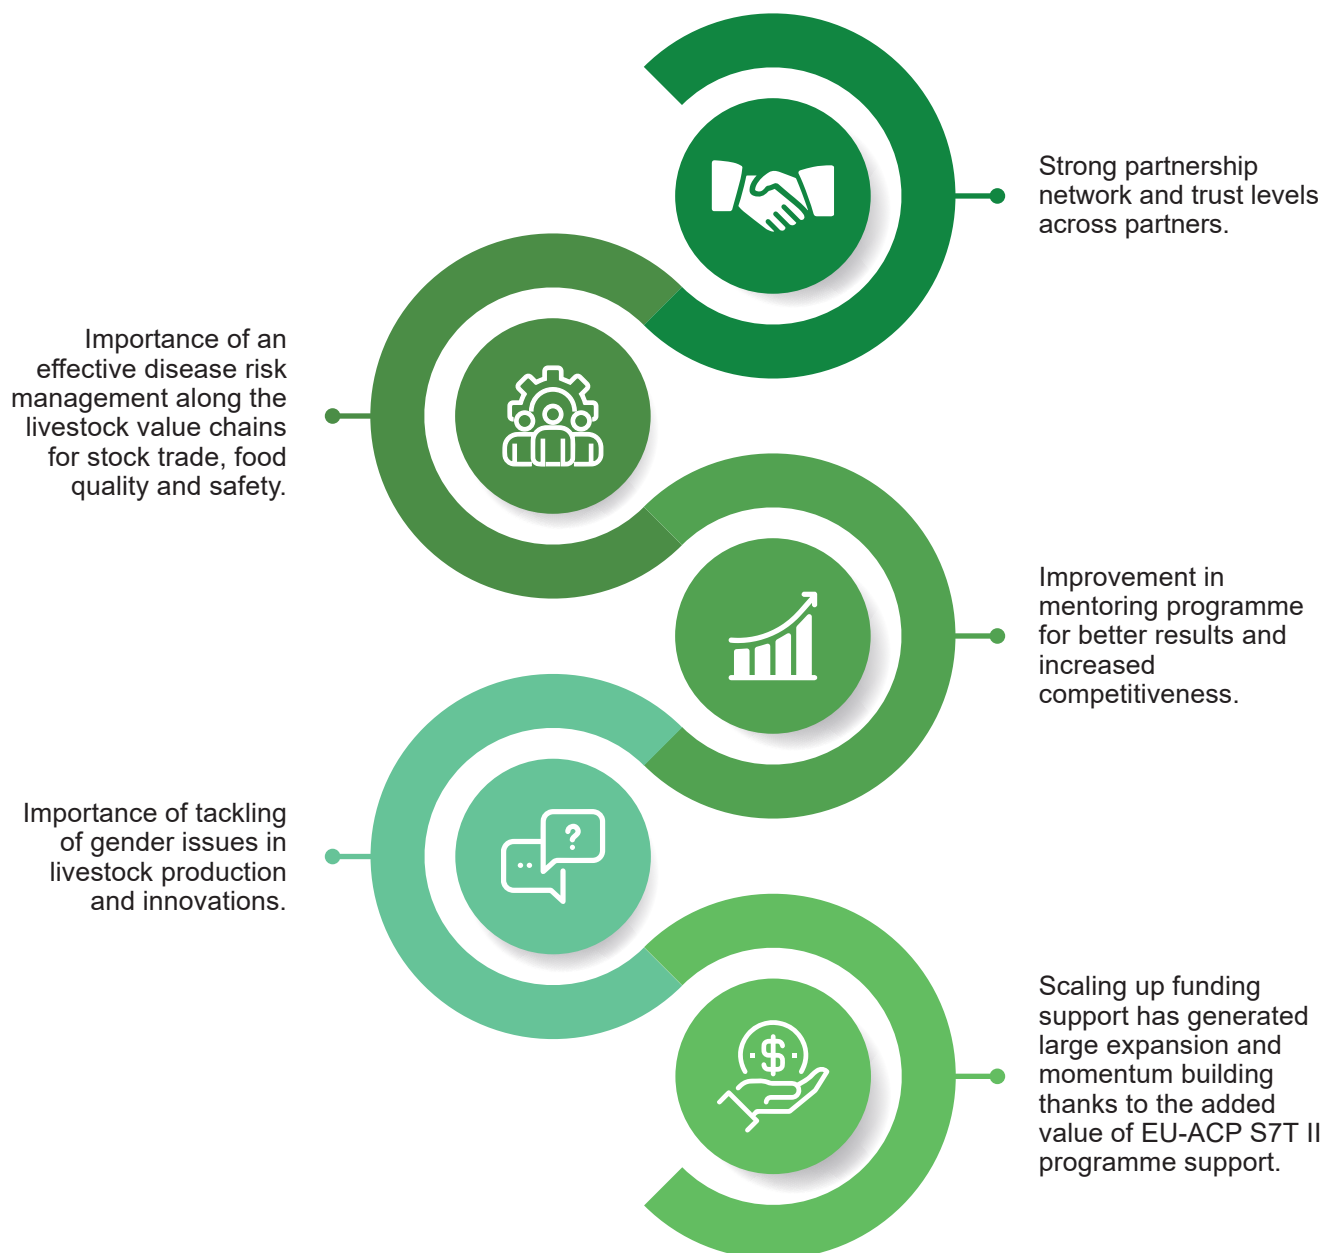 Strong partnership
network and trust levels
across partners.
Importance of an
effective disease risk
management along the
livestock value chains
for stock trade, food
quality and safety.
Improvement in
mentoring programme
for better results and
increased
competitiveness.
Importance of tackling
of gender issues in
livestock production
and innovations.
?
$
Scaling up funding
support has generated
large expansion and
momentum building
thanks to the added
value of EU-ACP S7T II
programme support.